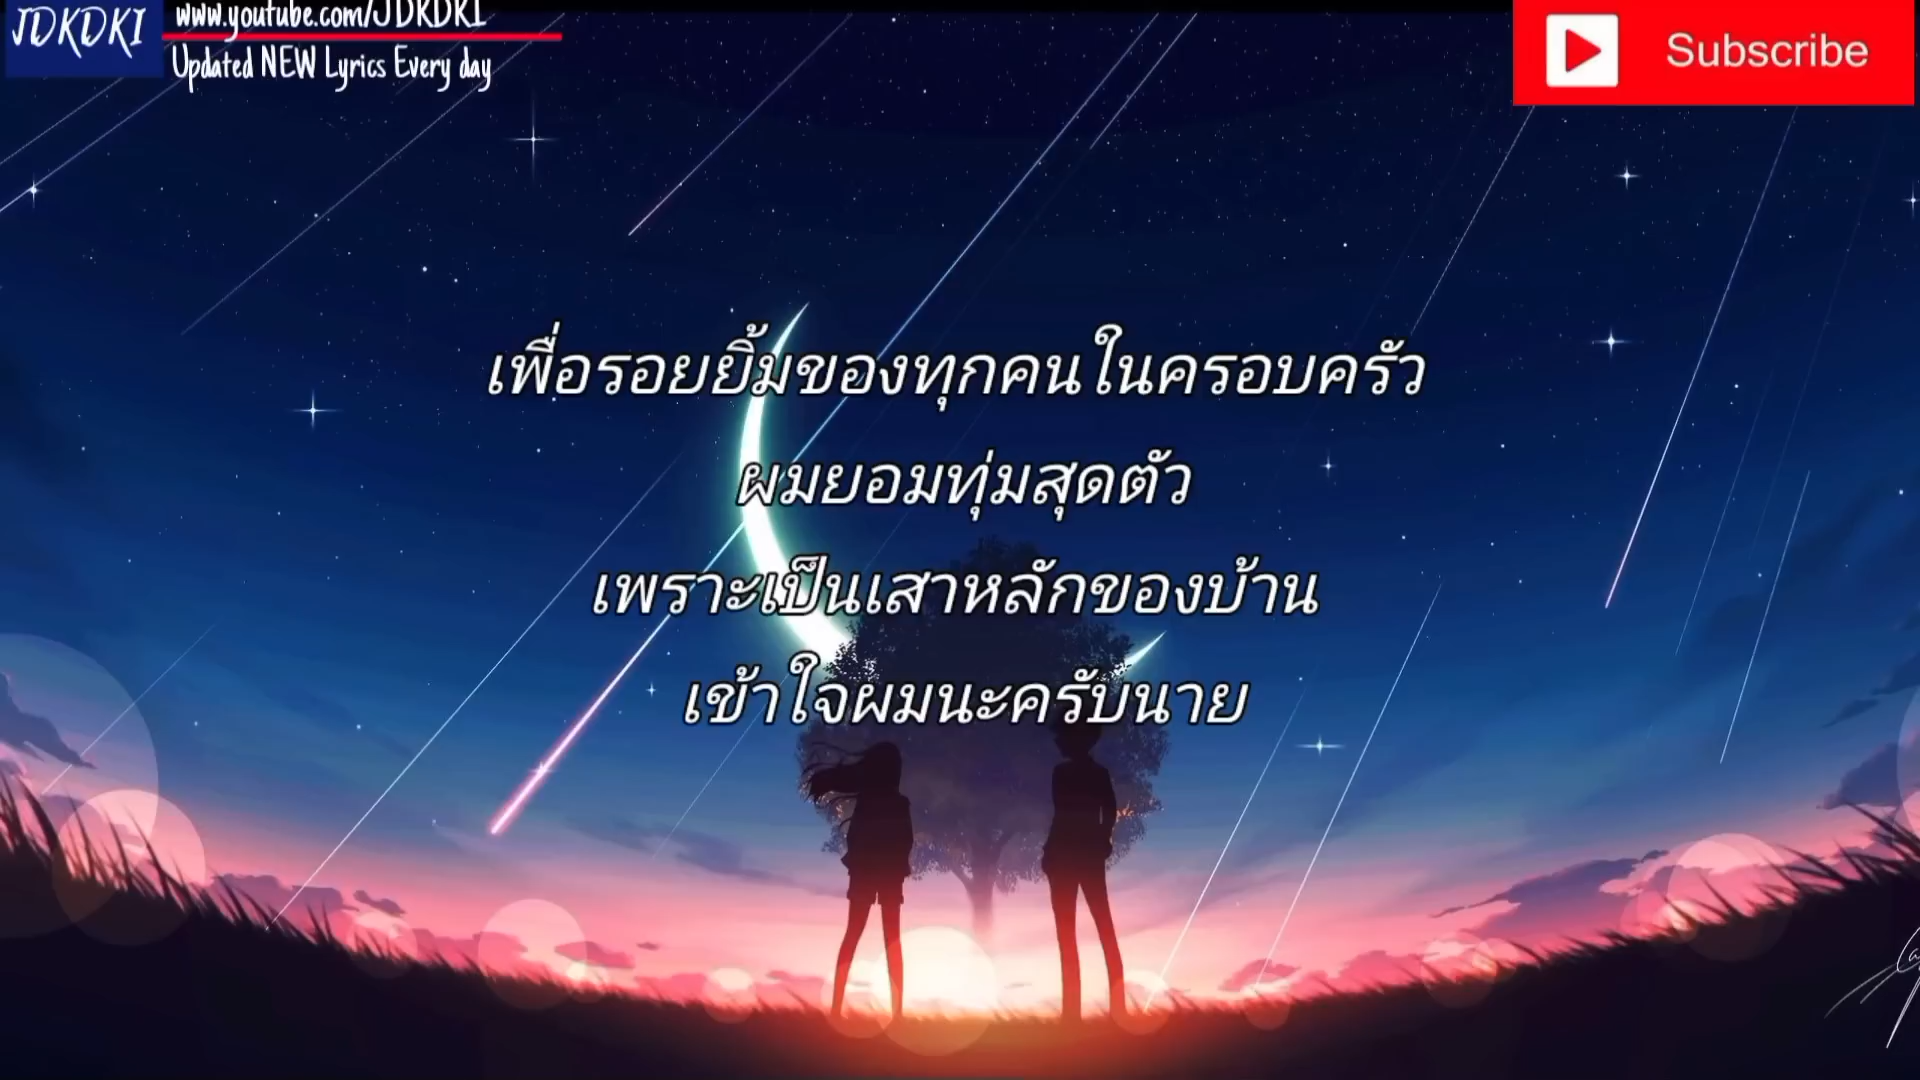 JDKDKI
www.youtube.com/JDKDKI
Updated NEW Lyrics Every day
Subscribe
เพื่อรอยยิ้มของทุกคนในครอบครัว
ผมยอมทุ่มสุดตัว
เพราะเป็นเสาหลักของบ้าน
เข้าใจผมนะครับนาย